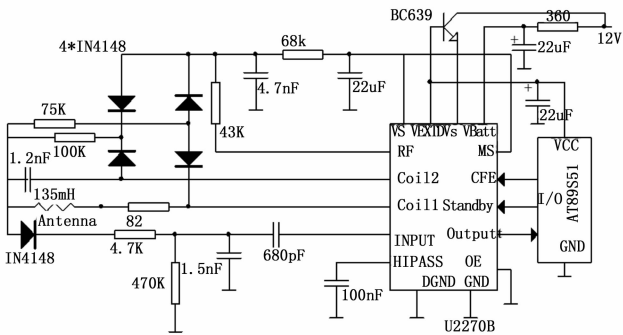 BC639
360
12V
4*IN4148
68k
22uF
4.7nF
22uF
22uF
75K
43K
100K
VS VEXTDVs VBatt
VCC
RF
MS
1.2nF
Coil2
CFE
135mH
I/O
AT89S51
Coil1 Standby
Antenna
82
INPUT
Outputt
4.7K
GND
IN4148
680pF
HIPASS
OE
1.5nF
470K
DGND GND
100nF
U2270B